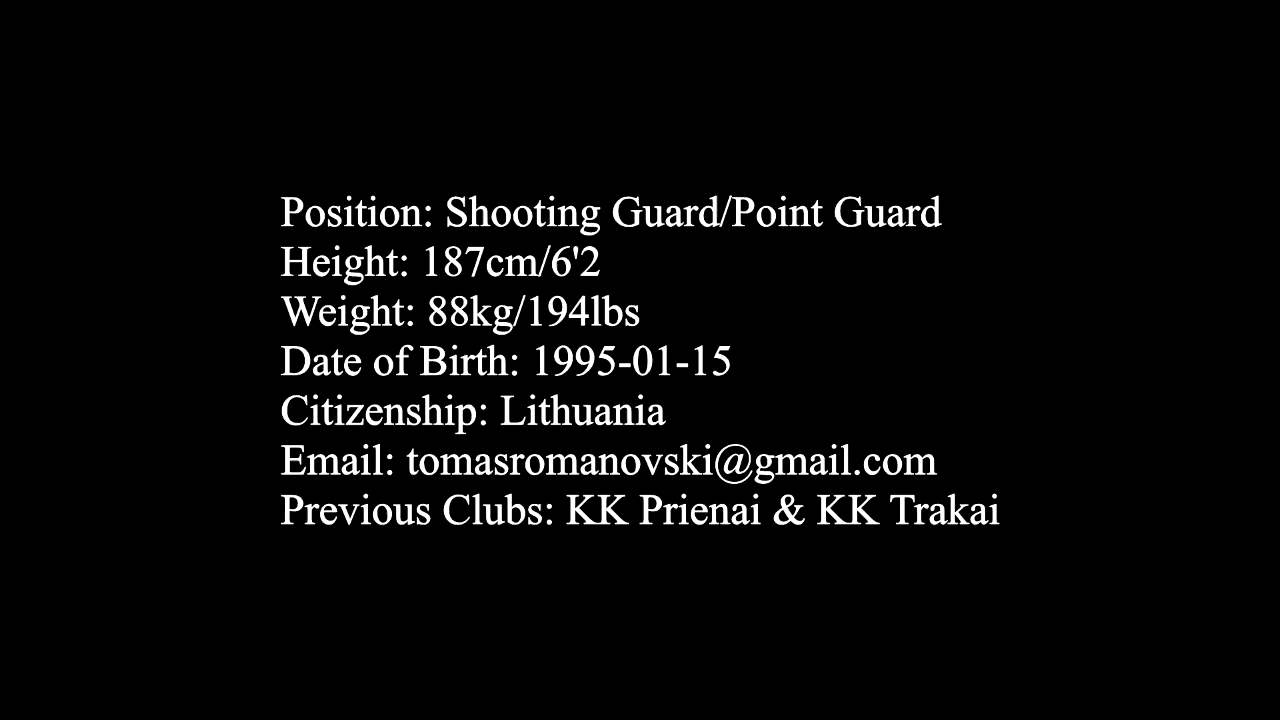 Position: Shooting Guard/Point Guard
Height: 187cm/6'2
Weight: 88kg/194lbs
Date of Birth: 1995-01-15
Citizenship: Lithuania
Email: tomasromanovski@gmail.com
Previous Clubs: KK Prienai & KK Trakai